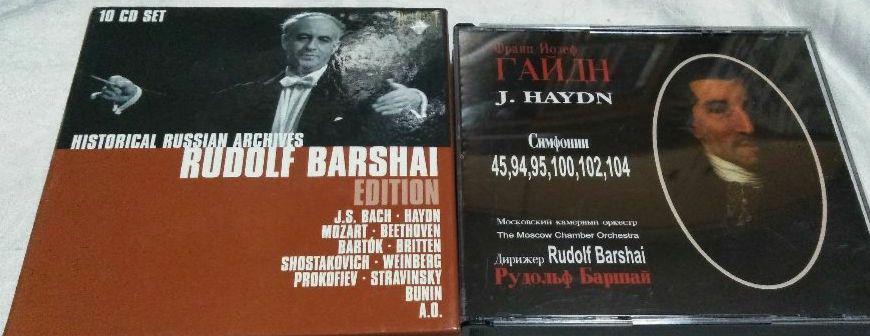 10 CD SET
HISTORICAL RUSSIAN ARCHIVES
RUDOLF BARSHAI
EDITION
J.S. BACH · HAYDN
MOZART · BEETHOVEN
BARTÓK · BRITTEN
SHOSTAKOVICH · WEINBERG
PROKOFIEV · STRAVINSKY
BUNIN
A.O.
Франц Йозеф
ГАЙДН
J. HAYDN
Симфонии
45,94,95,100,102,104
Московский камерный оркестр
The Moscow Chamber Orchestra
Дирижер Rudolf Barshai
Рудольф Баршай